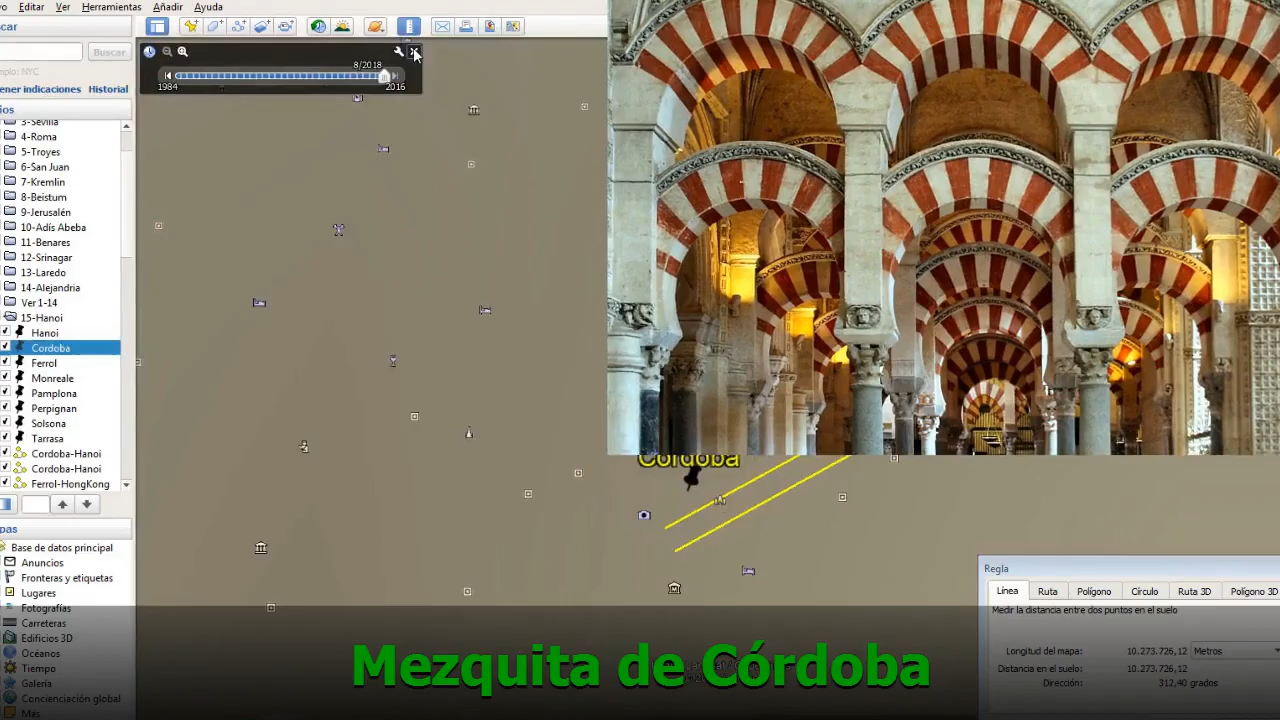 Editar Ver Herramientas Añadir Ayuda
Buscar
NYC
Historial
8/2018
1984 2016
3-Sevilla
4-Roma
5-Troyes
6-San Juan
7-Kremlin
8-Beistum
9-Jerusalén
10-Adís Abeba
11-Benares
12-Srinagar
13-Laredo
14-Alejandria
Ver 1-14
15-Hanoi
Hanoi
Cordoba
Ferrol
Monreale
Pamplona
Perpignan
Solsona
Tarrasa
Cordoba-Hanoi
Cordoba-Hanoi
Ferrol-HongKong
Base de datos principal
Anuncios
Fronteras y etiquetas
Lugares
Fotografías
Carreteras
Edificios 3D
Océanos
Tiempo
Galería
Concienciación global
Más
Cordoba
Regla
Línea Ruta Polígono Círculo Ruta 3D Polígono 3D
Medir la distancia entre dos puntos en el suelo
Longitud del mapa: 10.273.726,12 Metros
Distancia en el suelo: 10.273.726,12
Dirección: 312,40 grados
Mezquita de Córdoba